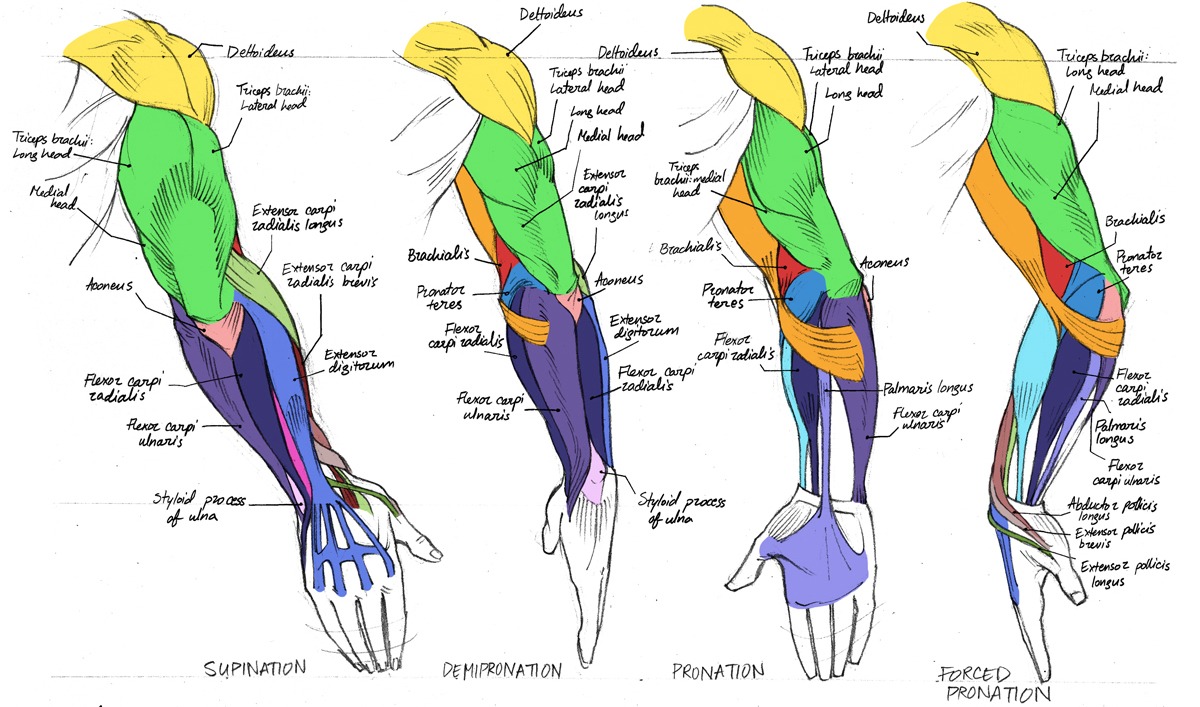 Deltoideus
Triceps brachii:
Lateral head
Triceps brachii:
Long head
Medial
head
Extensor carpi
radialis longus
Extensor carpi
radialis brevis
Aconeus
Extensor
digitorum
Flexor carpi
radialis
Flexor carpi
ulnaris
Styloid process
of ulna
SUPINATION
Deltoideus
Triceps brachii:
Lateral head
Long head
Medial head
Extensor
carpi
radialis
longus
Brachialis
Aconeus
Pronator
teres
Extensor
digitorum
Flexor
carpi radialis
Flexor carpi
radialis
Flexor carpi
ulnaris
Styloid process
of ulna
DEMIPRONATION
Deltoideus
Triceps brachii
Lateral head
Long head
Triceps
brachii: medial
head
Brachialis
Aconeus
Pronator
teres
Flexor
carpi radialis
Palmaris longus
Flexor carpi
ulnaris
PRONATION
Deltoideus
Triceps brachii:
Long head
Medial head
Brachialis
Pronator
teres
Flexor
carpi
radialis
Palmaris
longus
Flexor
carpi ulnaris
Abductor pollicis
longus
Extensor pollicis
brevis
Extensor pollicis
longus
FORCED
PRONATION